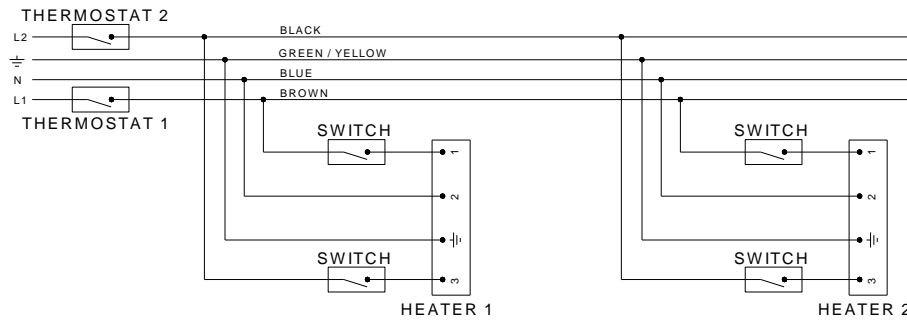 THERMOSTAT 2
L2
BLACK
GREEN / YELLOW
N
BLUE
L1
BROWN
THERMOSTAT 1
SWITCH
SWITCH
1
1
2
2
SWITCH
SWITCH
3
3
HEATER 1
HEATER 2